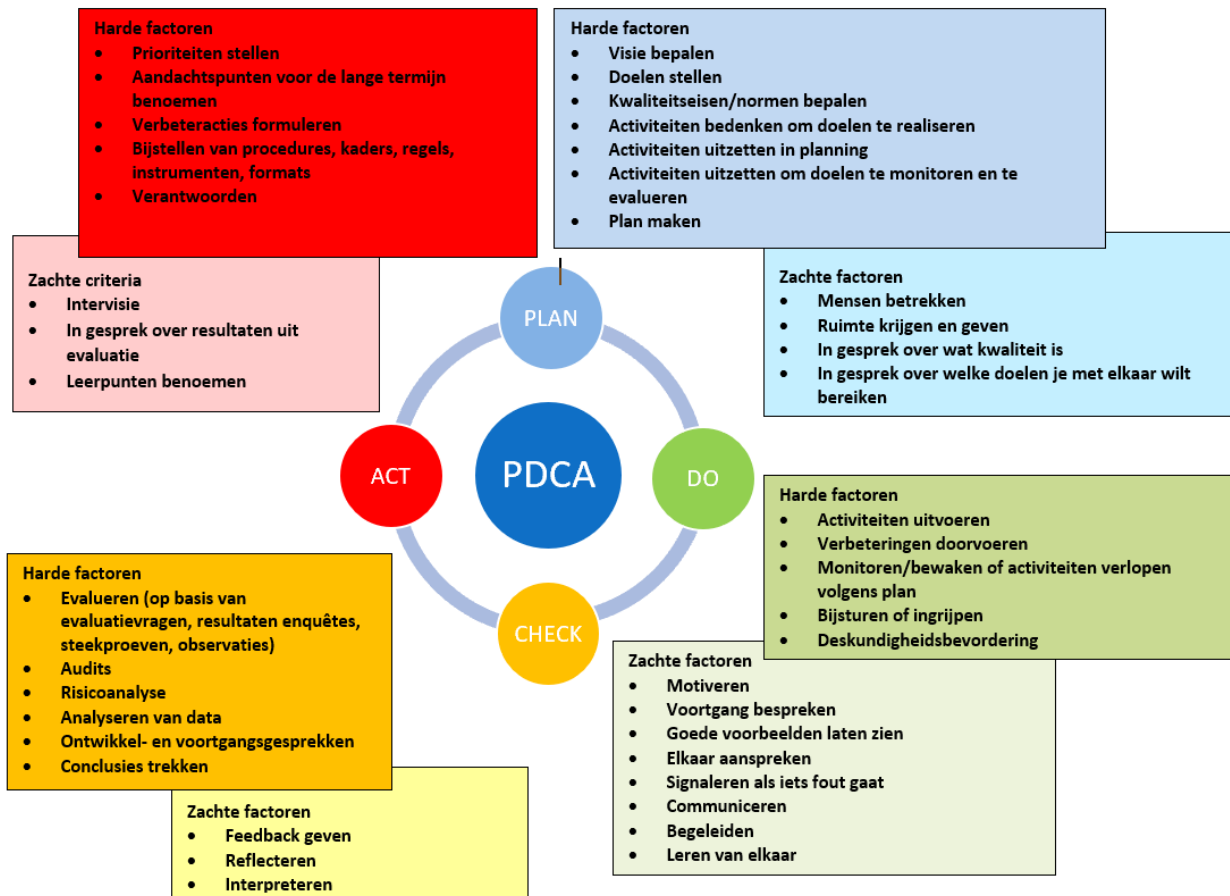 Harde factoren
• Prioriteiten stellen
• Aandachtspunten voor de lange termijn
benoemen
• Verbeteracties formuleren
• Bijstellen van procedures, kaders, regels,
instrumenten, formats
• Verantwoorden
Harde factoren
• Visie bepalen
• Doelen stellen
• Kwaliteitseisen/normen bepalen
• Activiteiten bedenken om doelen te realiseren
• Activiteiten uitzetten in planning
• Activiteiten uitzetten om doelen te monitoren en te
evalueren
• Plan maken
Zachte criteria
• Intervisie
• In gesprek over resultaten uit
evaluatie
• Leerpunten benoemen
Zachte factoren
• Mensen betrekken
• Ruimte krijgen en geven
• In gesprek over wat kwaliteit is
• In gesprek over welke doelen je met elkaar wilt
bereiken
PLAN
ACT
PDCA
DO
CHECK
Harde factoren
• Activiteiten uitvoeren
• Verbeteringen doorvoeren
• Monitoren/bewaken of activiteiten verlopen
volgens plan
• Bijsturen of ingrijpen
• Deskundigheidsbevordering
Harde factoren
• Evalueren (op basis van
evaluatievragen, resultaten enquêtes,
steekproeven, observaties)
• Audits
• Risicoanalyse
• Analyseren van data
• Ontwikkel- en voortgangsgesprekken
• Conclusies trekken
Zachte factoren
• Motiveren
• Voortgang bespreken
• Goede voorbeelden laten zien
• Elkaar aanspreken
• Signaleren als iets fout gaat
• Communiceren
• Begeleiden
• Leren van elkaar
Zachte factoren
• Feedback geven
• Reflecteren
• Interpreteren